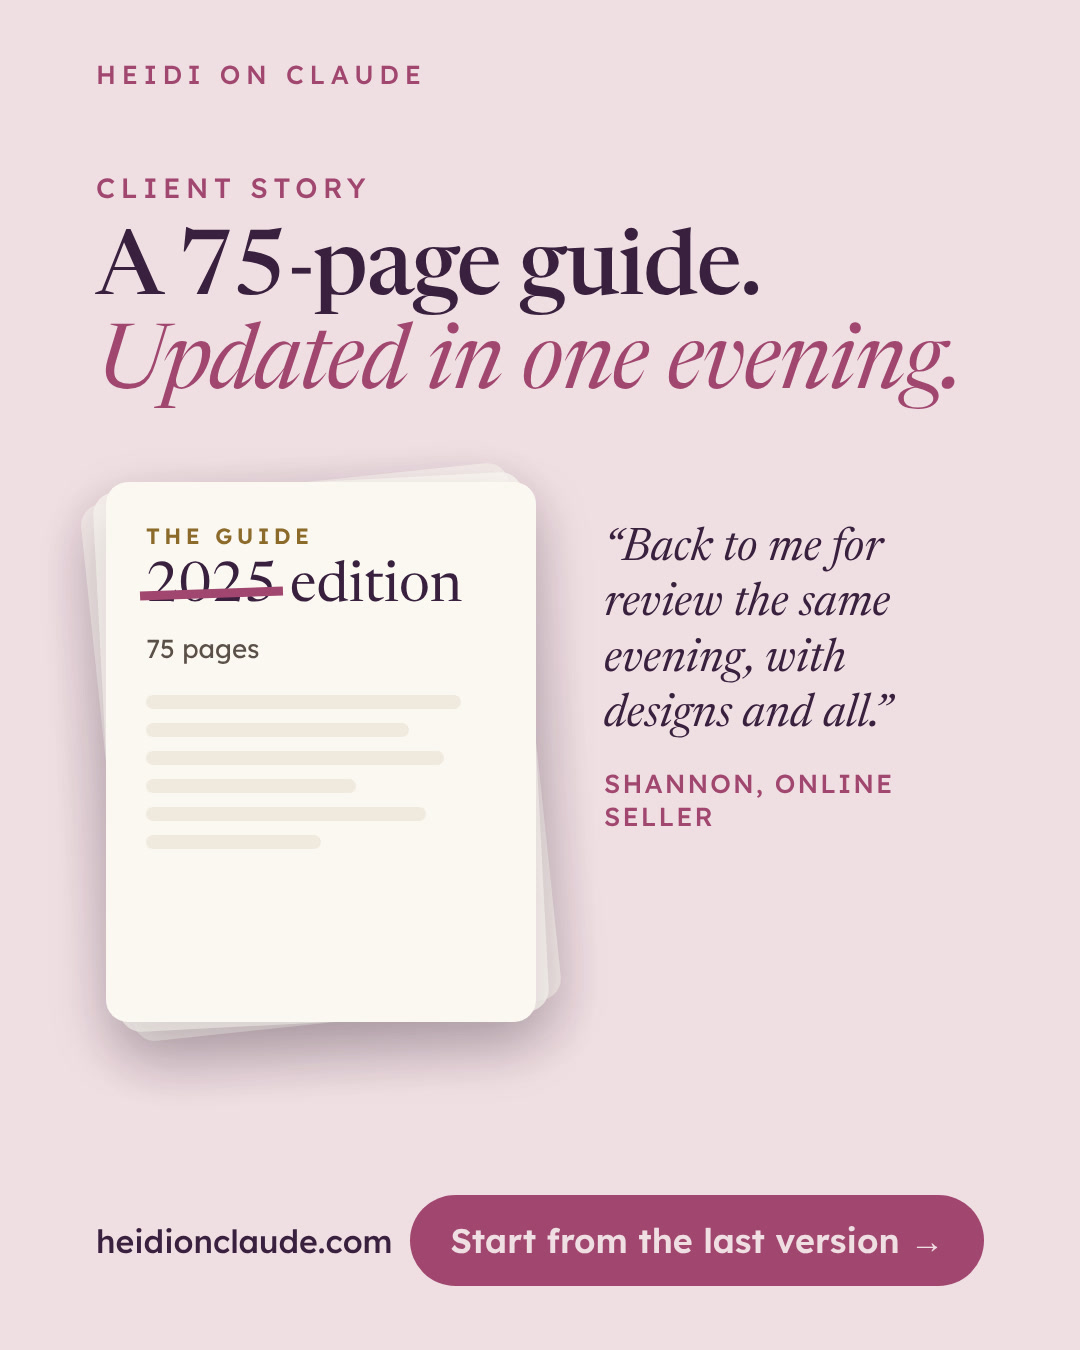 HEIDI ON CLAUDE
CLIENT STORY
A 75-page guide.
Updated in one evening.
THE GUIDE
2025 edition
75 pages
“Back to me for
review the same
evening, with
designs and all.”
SHANNON, ONLINE
SELLER
heidionclaude.com
Start from the last version →